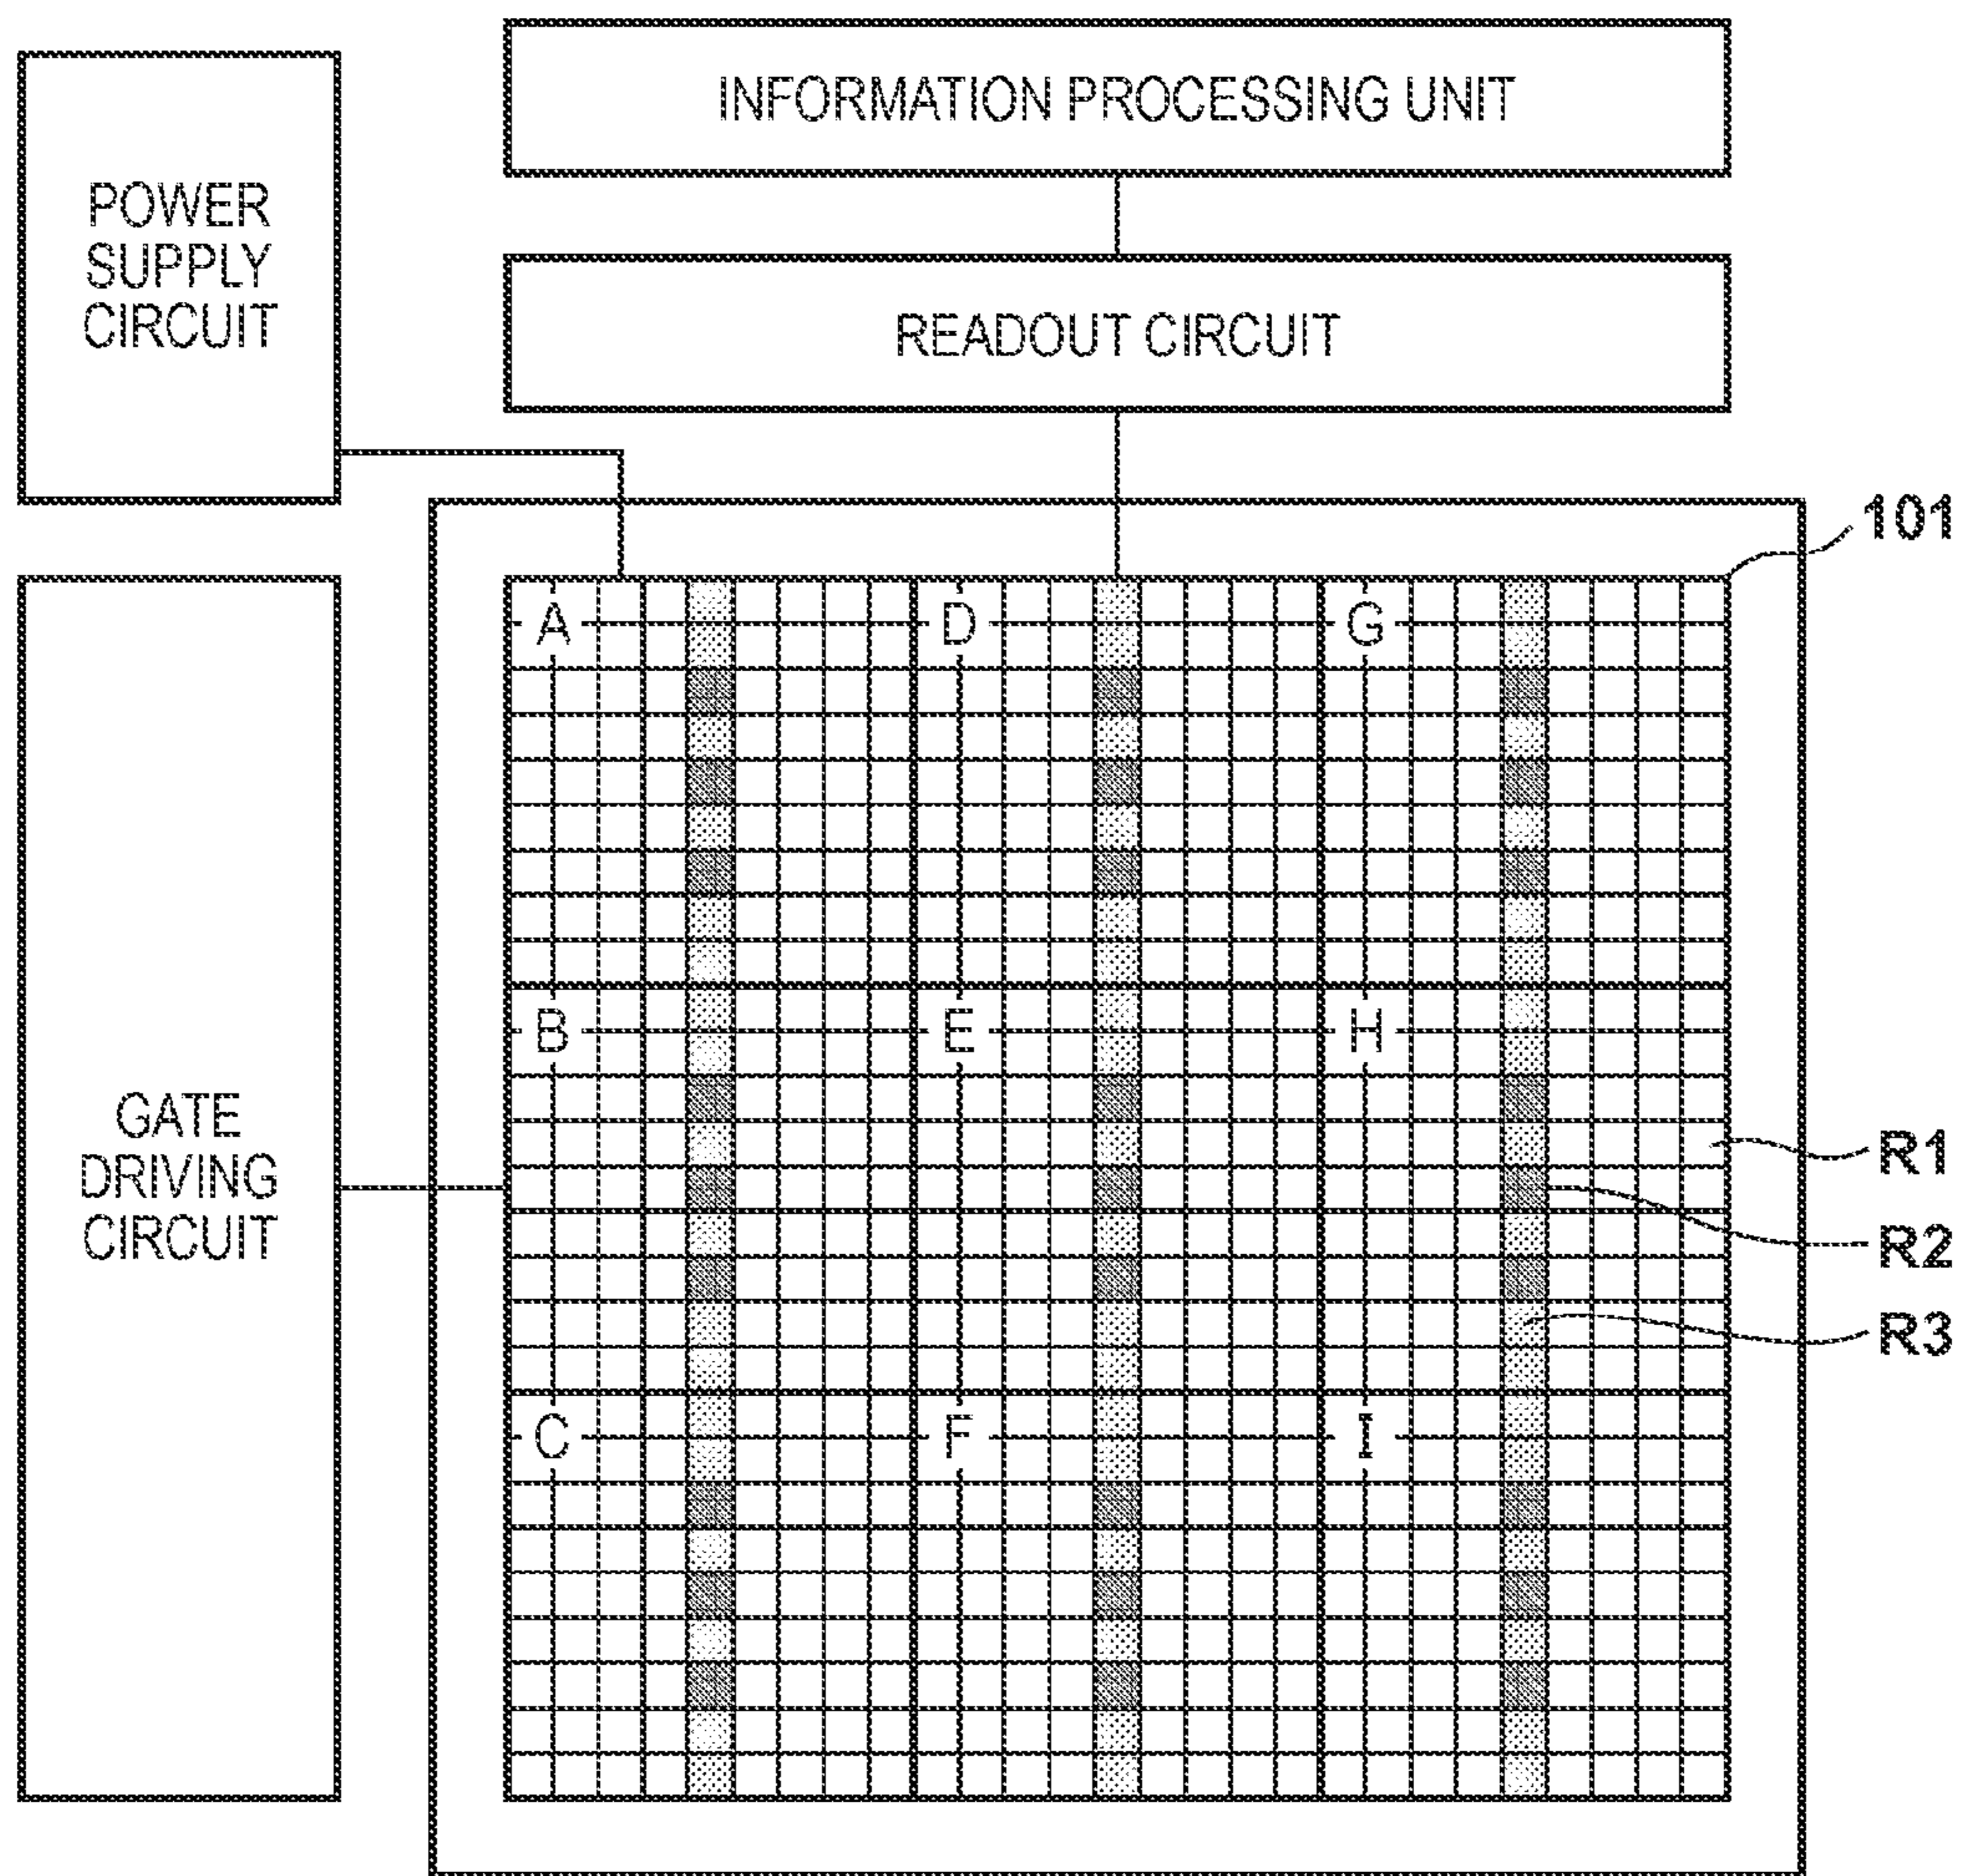 INFORMATION PROCESSING UNIT
POWER
SUPPLY
CIRCUIT
READOUT CIRCUIT
101
A
D
G
B
E
H
GATE
DRIVING
CIRCUIT
R1
R2
R3
C
F
I